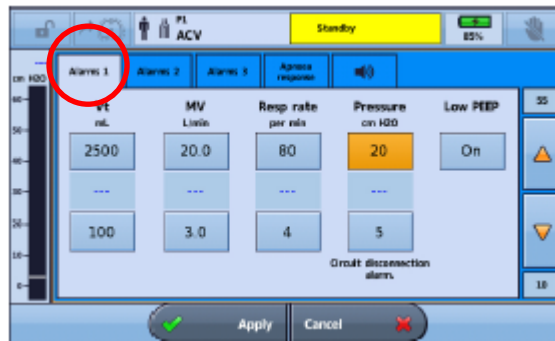 P1
ACV
Standby
85%
Alarms 1
Alarms 2
Alarms 3
Apnoea response
cm H2O
Vt
mL
MV
L/min
Resp rate
per min
Pressure
cm H2O
Low PEEP
60
50
40
30
20
10
0
2500
20.0
80
20
On
---
---
---
---
100
3.0
4
5
Circuit disconnection
alarm.
55
10
Apply
Cancel